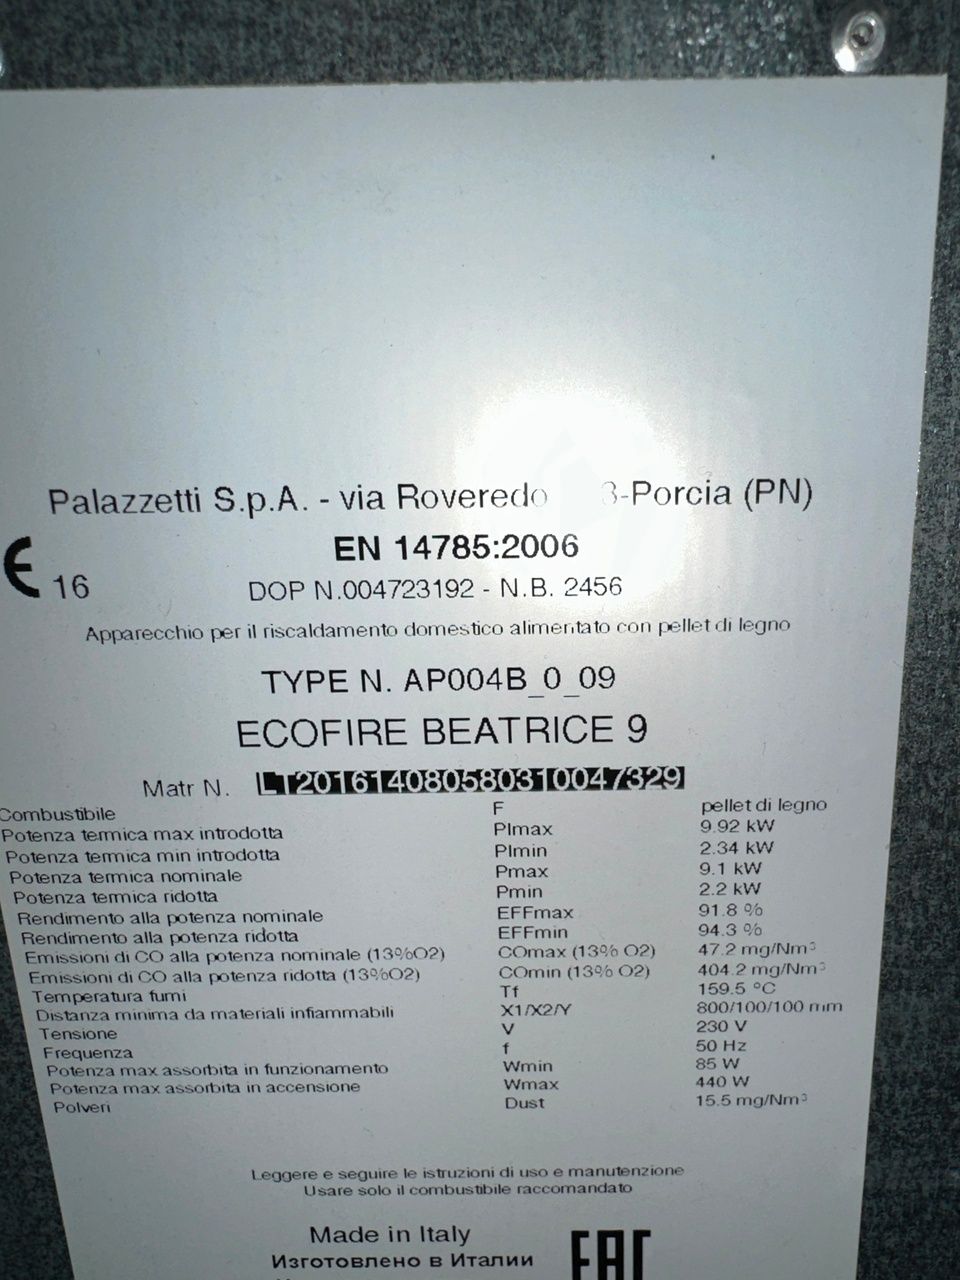 Palazzetti S.p.A. - via Roveredo 3-Porcia (PN)
EN 14785:2006
CE 16
DOP N.004723192 - N.B. 2456
Apparecchio per il riscaldamento domestico alimentato con pellet di legno
TYPE N. AP004B_0_09
ECOFIRE BEATRICE 9
Matr N. LT20161408058031004​7329
Combustibile F pellet di legno
Potenza termica max introdotta PImax 9.92 kW
Potenza termica min introdotta PImin 2.34 kW
Potenza termica nominale Pmax 9.1 kW
Potenza termica ridotta Pmin 2.2 kW
Rendimento alla potenza nominale EFFmax 91.8 %
Rendimento alla potenza ridotta EFFmin 94.3 %
Emissioni di CO alla potenza nominale (13%O2) COmax (13% O2) 47.2 mg/Nm³
Emissioni di CO alla potenza ridotta (13%O2) COmin (13% O2) 404.2 mg/Nm³
Temperatura fumi Tf 159.5 °C
Distanza minima da materiali infiammabili X1/X2/Y 800/100/100 mm
Tensione V 230 V
Frequenza f 50 Hz
Potenza max assorbita in funzionamento Wmin 85 W
Potenza max assorbita in accensione Wmax 440 W
Polveri Dust 15.5 mg/Nm³
Leggere e seguire le istruzioni di uso e manutenzione
Usare solo il combustibile raccomandato
Made in Italy
Изготовлено в Италии
EAC